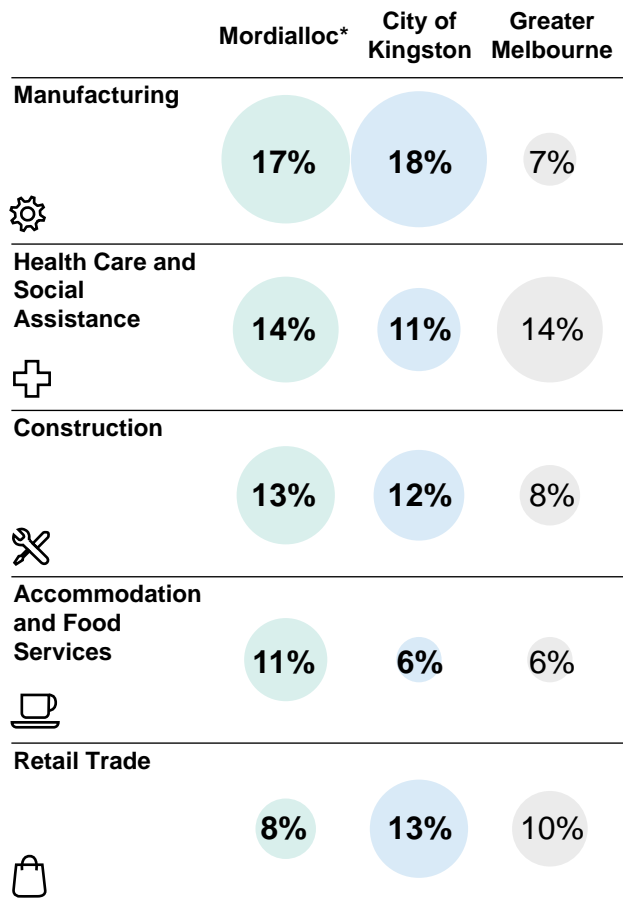 Mordialloc* City of Kingston Greater Melbourne
Manufacturing
17% 18% 7%
Health Care and
Social
Assistance
14% 11% 14%
Construction
13% 12% 8%
Accommodation
and Food
Services
11% 6% 6%
Retail Trade
8% 13% 10%